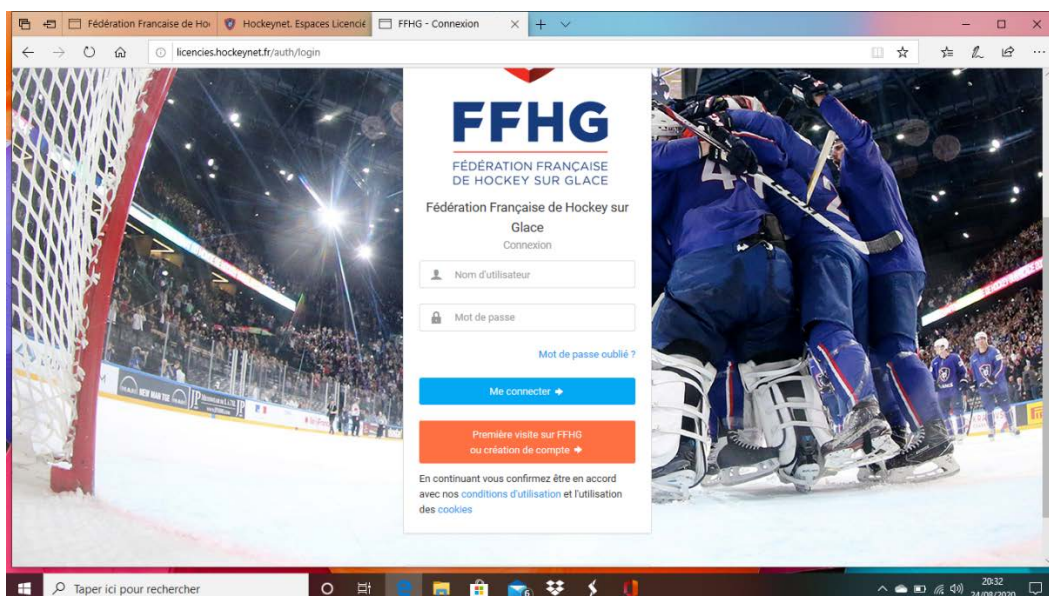 Fédération Francaise de Ho
Hockeynet. Espaces Licencié
FFHG - Connexion
licencies.hockeynet.fr/auth/login
FFHG
FÉDÉRATION FRANÇAISE
DE HOCKEY SUR GLACE
Fédération Française de Hockey sur
Glace
Connexion
Nom d'utilisateur
Mot de passe
Mot de passe oublié ?
Me connecter
Première visite sur FFHG
ou création de compte
En continuant vous confirmez être en accord
avec nos conditions d'utilisation et l'utilisation
des cookies
4
2
Taper ici pour rechercher
6
20:32
24/08/2020